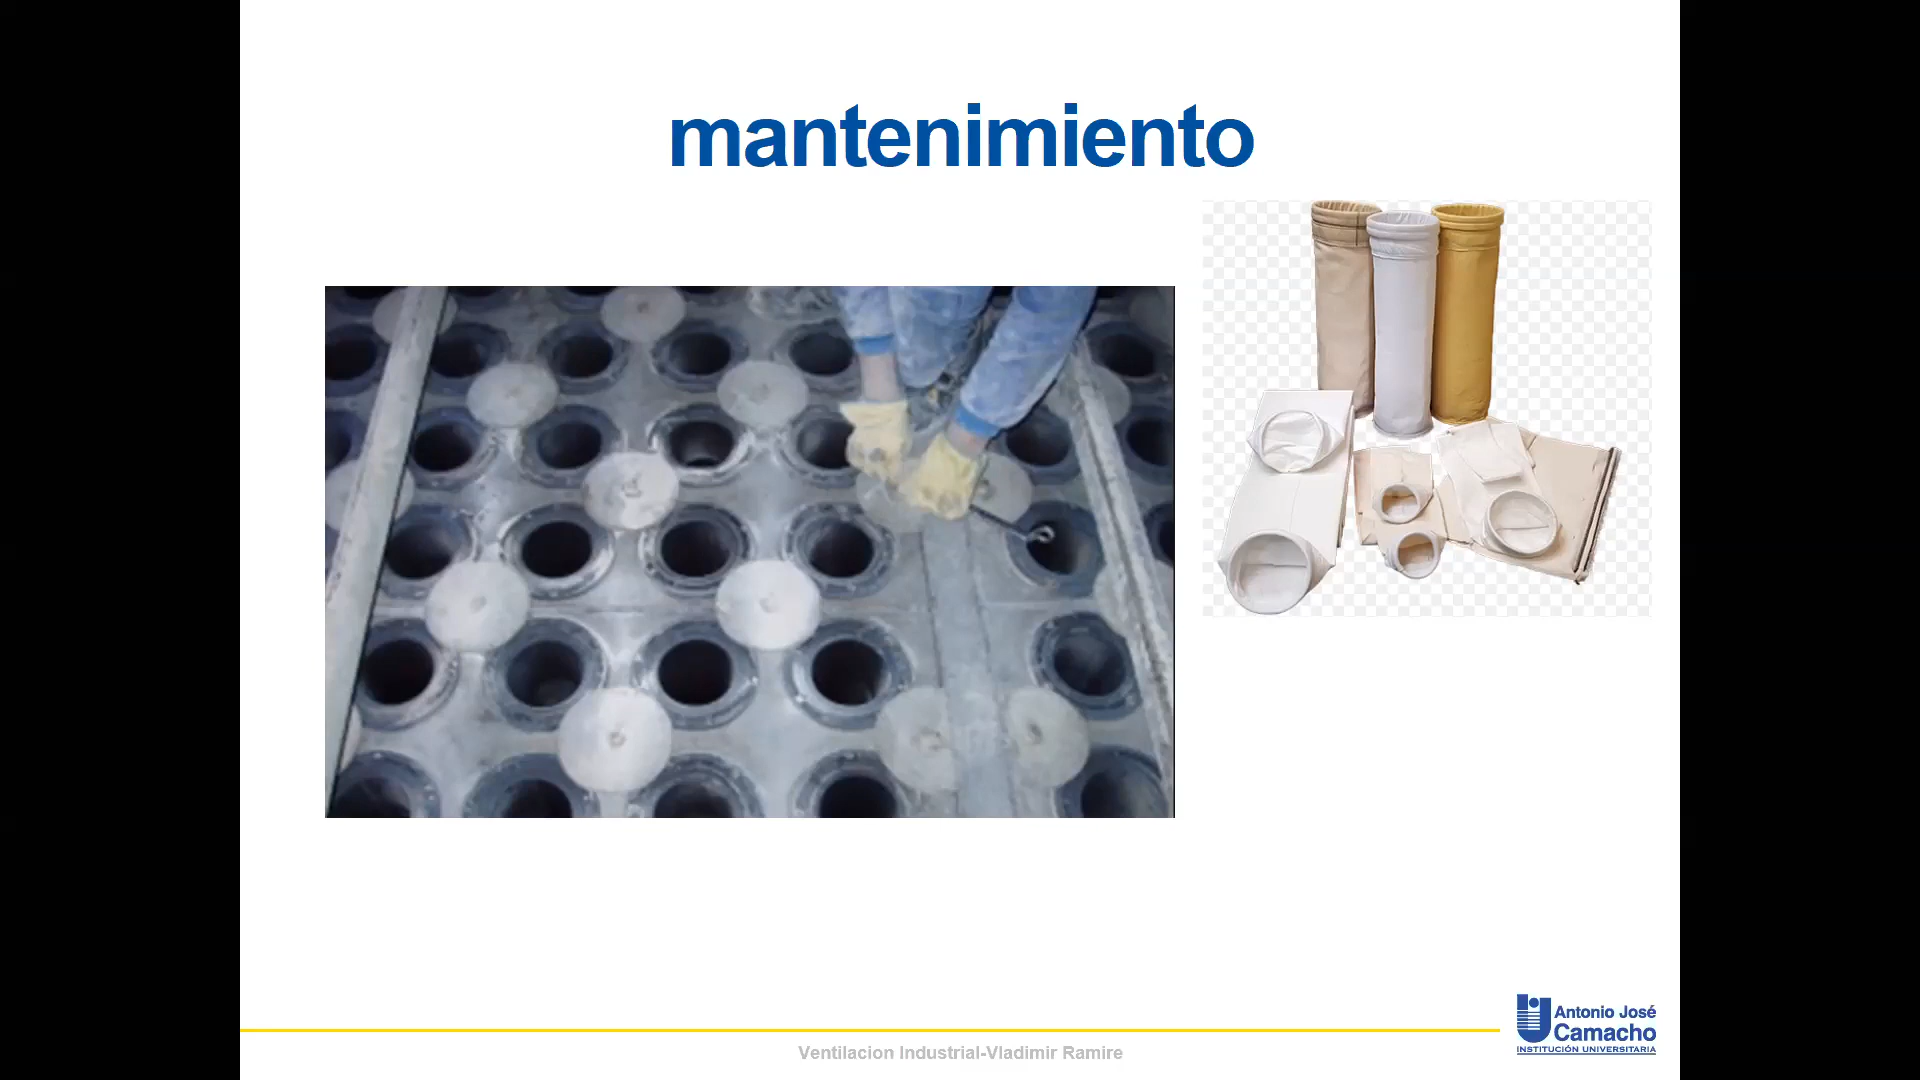 mantenimiento
Antonio José
Camacho
INSTITUCIÓN UNIVERSITARIA
Ventilacion Industrial-Vladimir Ramire